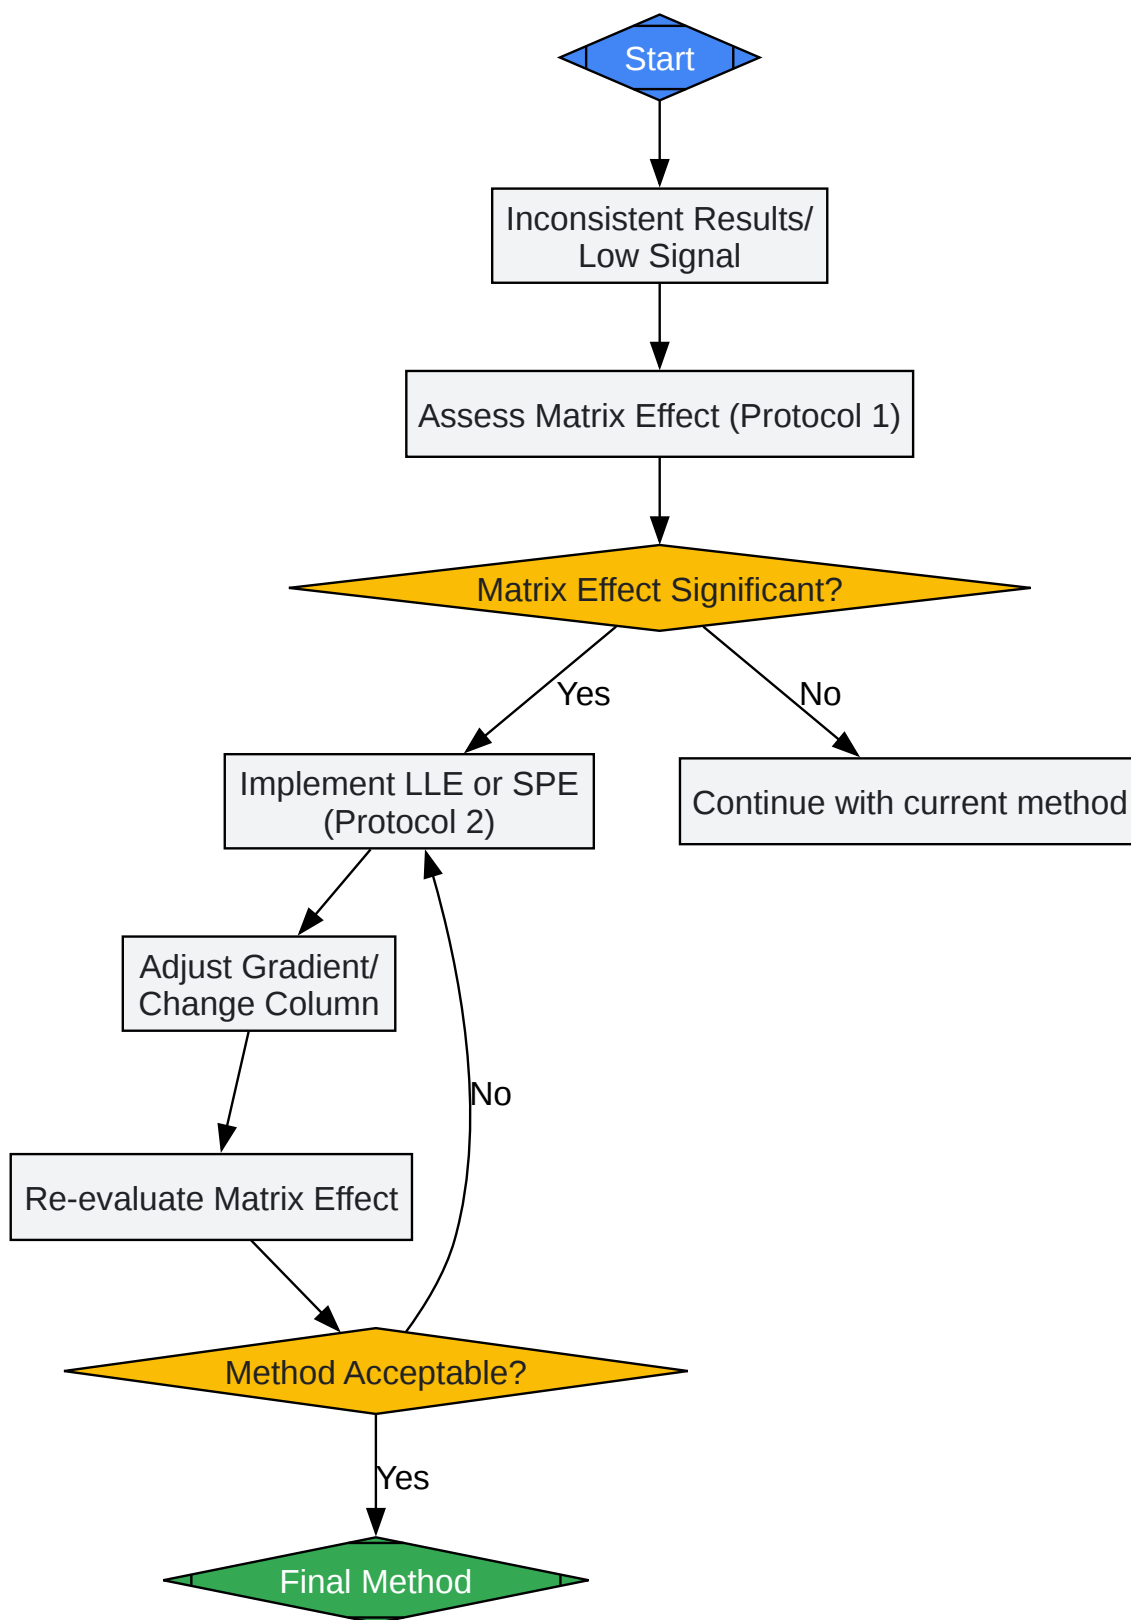 Start
Inconsistent Results/
Low Signal
Assess Matrix Effect (Protocol 1)
Matrix Effect Significant?
Yes
No
Implement LLE or SPE
(Protocol 2)
Continue with current method
Adjust Gradient/
Change Column
No
Re-evaluate Matrix Effect
Method Acceptable?
Yes
Final Method